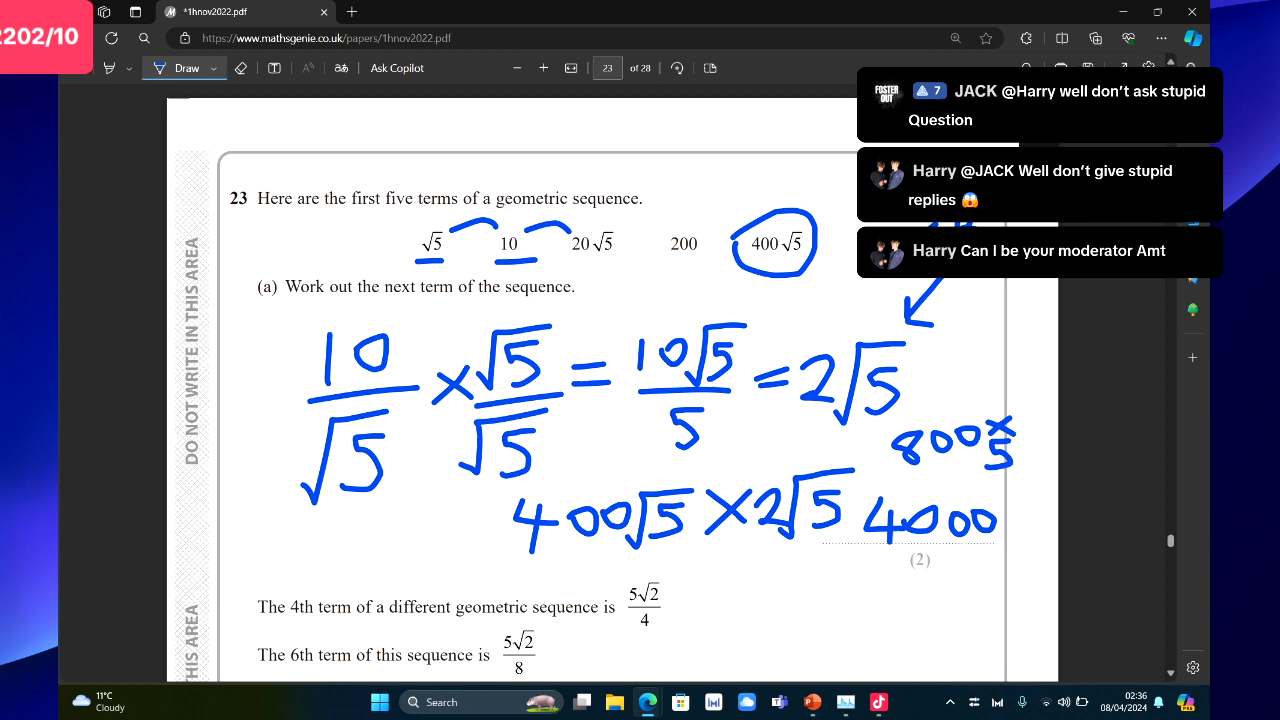 2202/10
*1hnov2022.pdf
https://www.mathsgenie.co.uk/papers/1hnov2022.pdf
Draw
Ask Copilot
23 of 28
7 JACK @Harry well don't ask stupid
Question
Harry @JACK Well don't give stupid
replies 😱
Harry Can I be your moderator Amt
DO NOT WRITE IN THIS AREA
23 Here are the first five terms of a geometric sequence.
√5 10 20√5 200 400√5
(a) Work out the next term of the sequence.
10/√5 × √5/√5 = 10√5/5 = 2√5
800 × 5
400√5 × 2√5 4000
(2)
The 4th term of a different geometric sequence is 5√2/4
The 6th term of this sequence is 5√2/8
HIS AREA
11°C
Cloudy
Search
02:36
08/04/2024